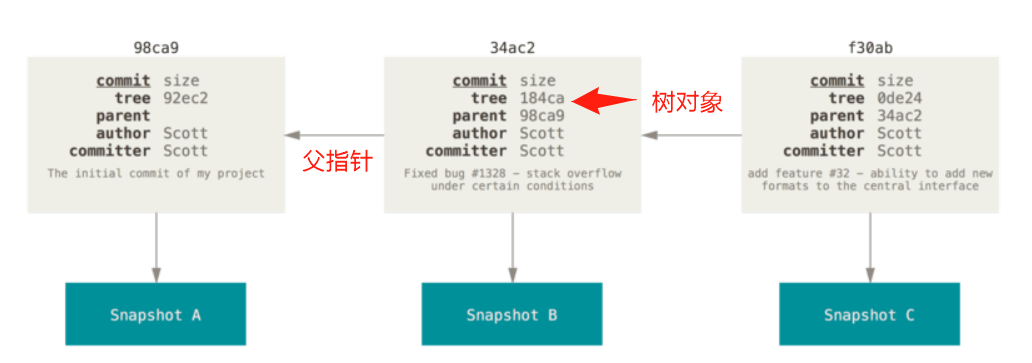 98ca9
commit size
tree 92ec2
parent
author Scott
committer Scott
The initial commit of my project
父指针
34ac2
commit size
tree 184ca
parent 98ca9
author Scott
committer Scott
Fixed bug #1328 - stack overflow
under certain conditions
树对象
f30ab
commit size
tree 0de24
parent 34ac2
author Scott
committer Scott
add feature #32 - ability to add new
formats to the central interface
Snapshot A
Snapshot B
Snapshot C